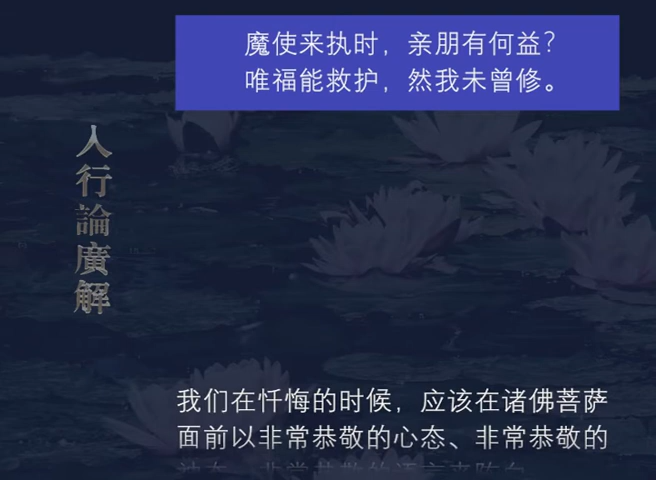 魔使来执时，亲朋有何益？
唯福能救护，然我未曾修。
入行論廣解
我们在忏悔的时候，应该在诸佛菩萨
面前以非常恭敬的心态、非常恭敬的